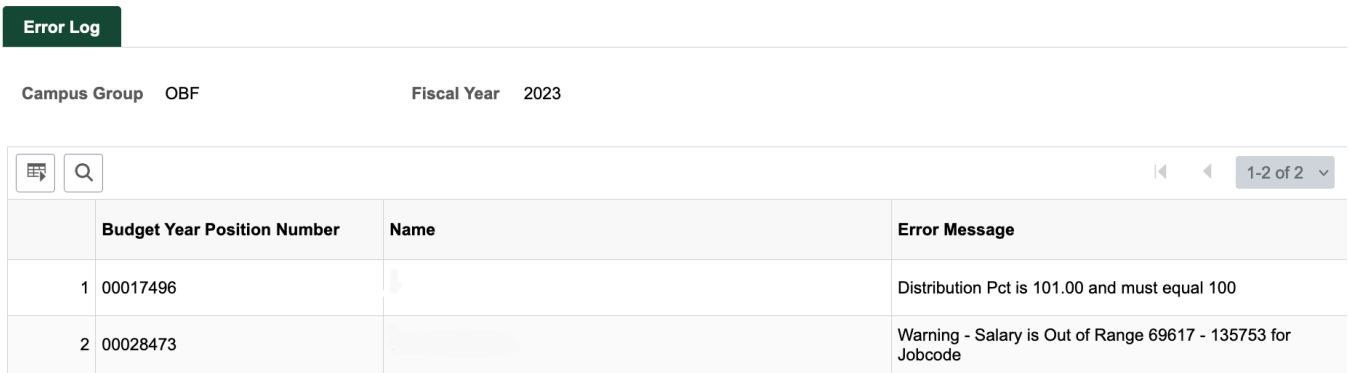 Error Log
Campus Group OBF Fiscal Year 2023
1-2 of 2
Budget Year Position Number Name Error Message
1 00017496 Distribution Pct is 101.00 and must equal 100
2 00028473 Warning - Salary is Out of Range 69617 - 135753 for
Jobcode